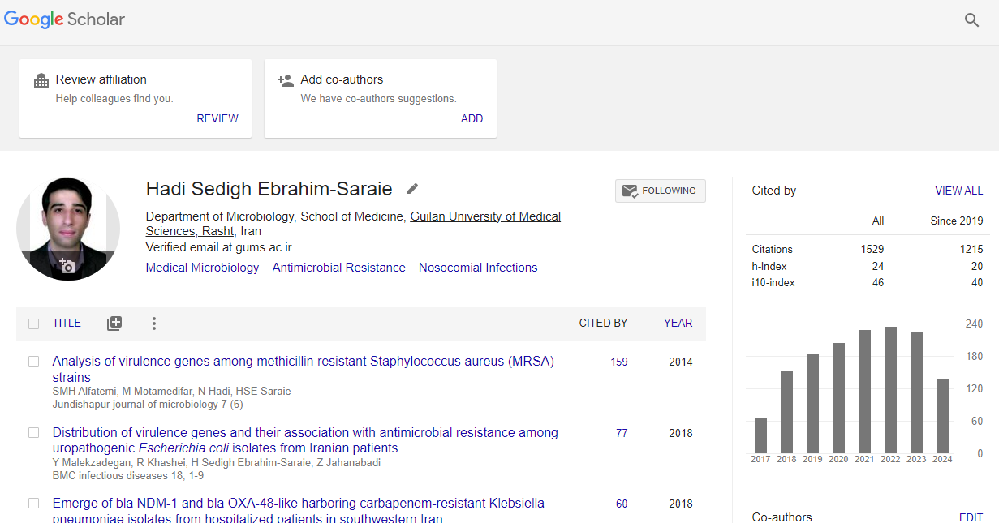 Google Scholar
Review affiliation
Help colleagues find you.
REVIEW
Add co-authors
We have co-authors suggestions.
ADD
Hadi Sedigh Ebrahim-Saraie
FOLLOWING
Department of Microbiology, School of Medicine, Guilan University of Medical
Sciences, Rasht, Iran
Verified email at gums.ac.ir
Medical Microbiology Antimicrobial Resistance Nosocomial Infections
TITLE CITED BY YEAR
Analysis of virulence genes among methicillin resistant Staphylococcus aureus (MRSA) 159 2014
strains
SMH Alfatemi, M Motamedifar, N Hadi, HSE Saraie
Jundishapur journal of microbiology 7 (6)
Distribution of virulence genes and their association with antimicrobial resistance among 77 2018
uropathogenic Escherichia coli isolates from Iranian patients
Y Malekzadegan, R Khashei, H Sedigh Ebrahim-Saraie, Z Jahanabadi
BMC infectious diseases 18, 1-9
Emerge of bla NDM-1 and bla OXA-48-like harboring carbapenem-resistant Klebsiella 60 2018
pneumoniae isolates from hospitalized patients in southwestern Iran
Cited by VIEW ALL
All Since 2019
Citations 1529 1215
h-index 24 20
i10-index 46 40
240
180
120
60
0
2017 2018 2019 2020 2021 2022 2023 2024
Co-authors EDIT